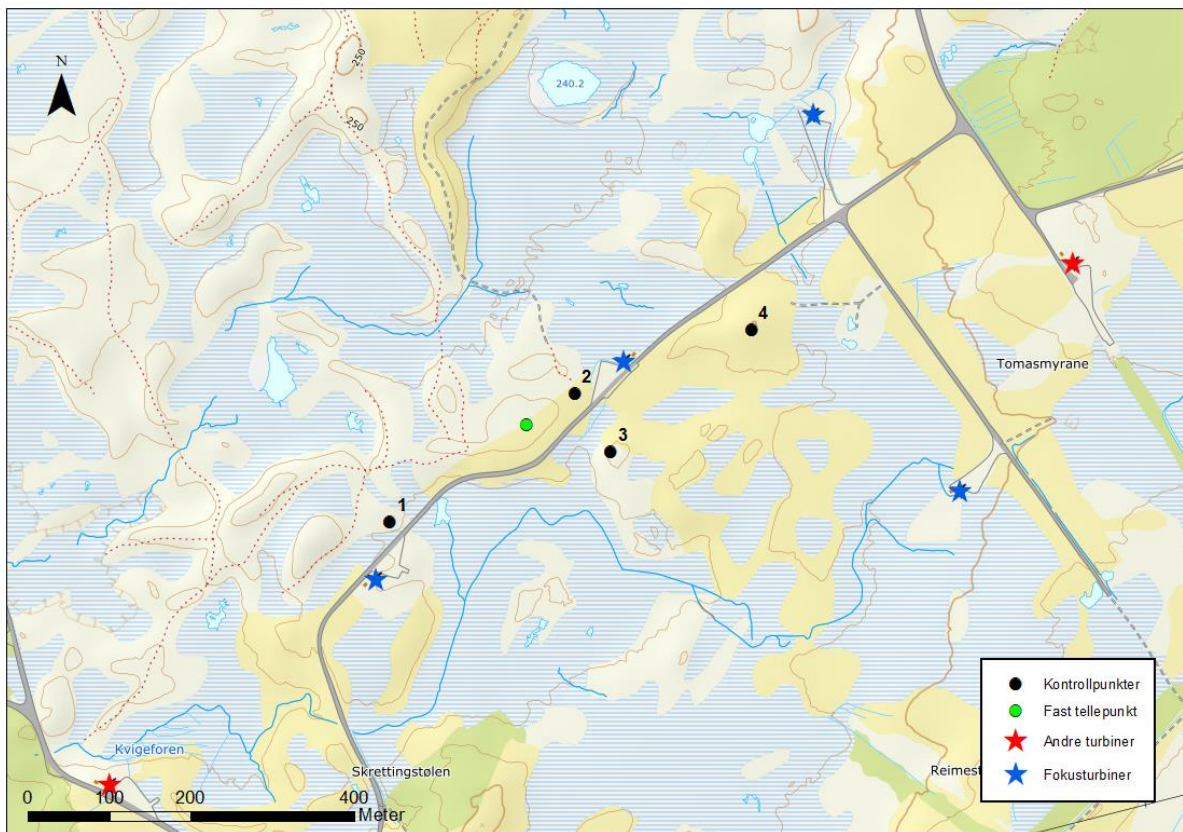 250
N
240.2
250
4
Tomasmyrane
2
3
1
Kontrollpunkter
Fast tellepunkt
Andre turbiner
Kvigeforen
Skrettingstølen
Fokusturbiner
0 100 200 400
Meter